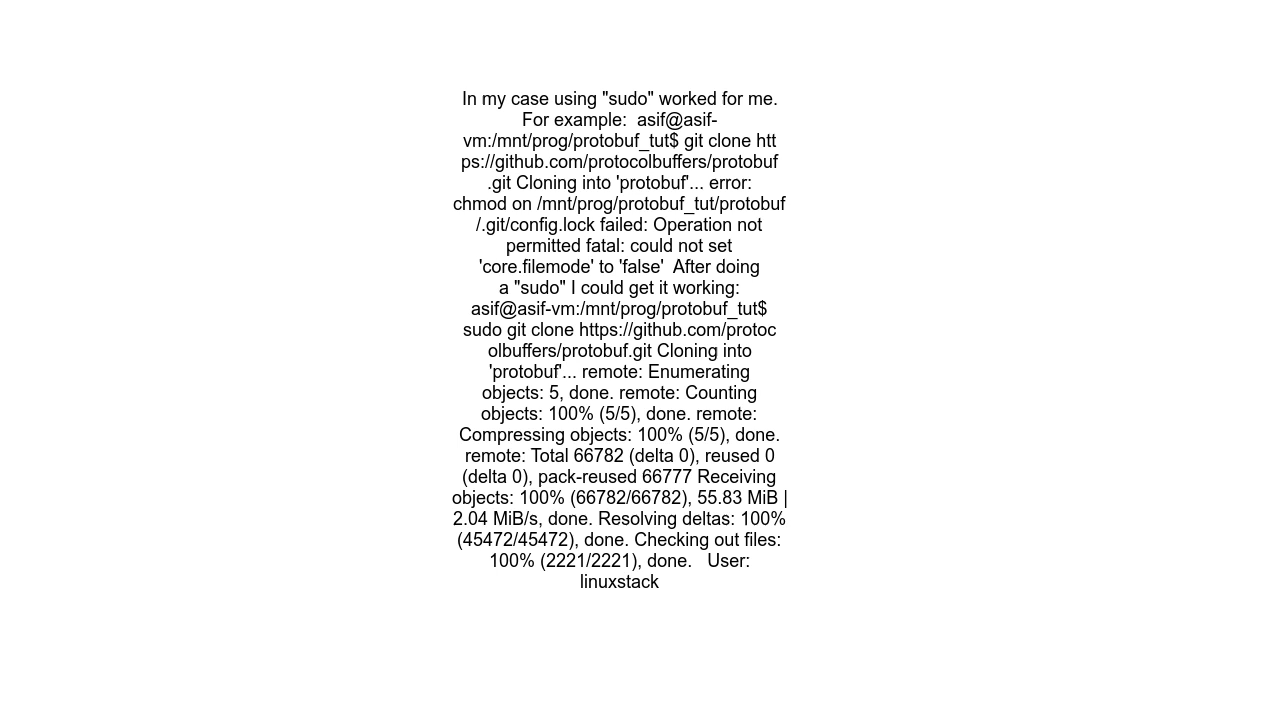 In my case using "sudo" worked for me.
For example:  asif@asif-
vm:/mnt/prog/protobuf_tut$ git clone htt
ps://github.com/protocolbuffers/protobuf
.git Cloning into 'protobuf'... error:
chmod on /mnt/prog/protobuf_tut/protobuf
/.git/config.lock failed: Operation not
permitted fatal: could not set
'core.filemode' to 'false'  After doing
a "sudo" I could get it working:
asif@asif-vm:/mnt/prog/protobuf_tut$
sudo git clone https://github.com/protoc
olbuffers/protobuf.git Cloning into
'protobuf'... remote: Enumerating
objects: 5, done. remote: Counting
objects: 100% (5/5), done. remote:
Compressing objects: 100% (5/5), done.
remote: Total 66782 (delta 0), reused 0
(delta 0), pack-reused 66777 Receiving
objects: 100% (66782/66782), 55.83 MiB |
2.04 MiB/s, done. Resolving deltas: 100%
(45472/45472), done. Checking out files:
100% (2221/2221), done.   User:
linuxstack